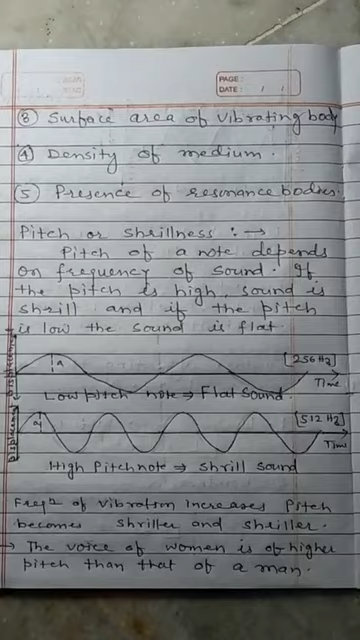 PAGE :
DATE : / /
③ Surface area of vibrating body
④ Density of medium.
⑤ Presence of resonance bodies.
Pitch or shrillness :- →
Pitch of a note depends
on frequency of sound. If
the pitch is high, sound is
shrill and if the pitch
is low the sound is flat.
Displacement
a
[256 Hz]
Time
Low pitch note ⇒ Flat sound
Displacement
a
[512 Hz]
Time
High Pitch note ⇒ shrill sound
Freqⁿ of vibration increases Pitch
becomes shriller and shriller.
→ The voice of women is of higher
pitch than that of a man.